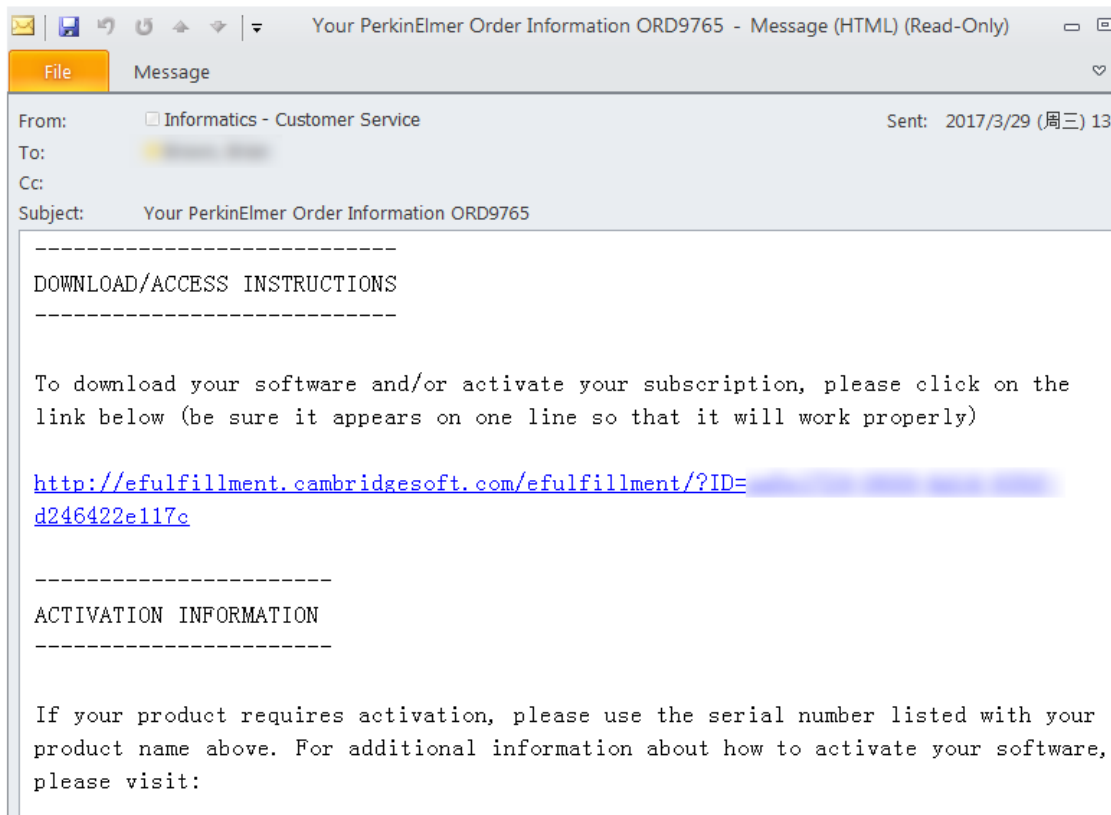 Your PerkinElmer Order Information ORD9765 - Message (HTML) (Read-Only)
File Message
From: Informatics - Customer Service Sent: 2017/3/29 (周三) 13
To:
Cc:
Subject: Your PerkinElmer Order Information ORD9765
----------------------------
DOWNLOAD/ACCESS INSTRUCTIONS
----------------------------
To download your software and/or activate your subscription, please click on the
link below (be sure it appears on one line so that it will work properly)
http://efulfillment.cambridgesoft.com/efulfillment/?ID=
d246422e117c
-----------------------
ACTIVATION INFORMATION
-----------------------
If your product requires activation, please use the serial number listed with your
product name above. For additional information about how to activate your software,
please visit: